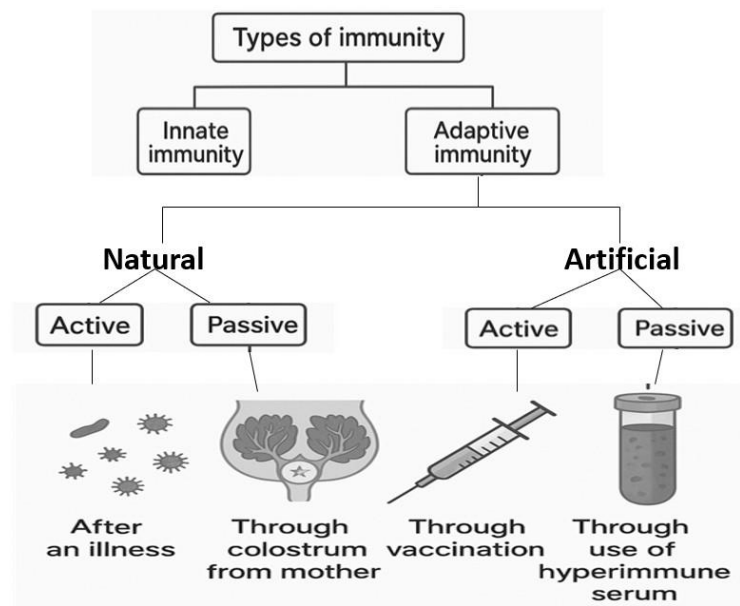 Types of immunity
Innate
immunity
Adaptive
immunity
Natural
Artificial
Active
Passive
Active
Passive
After
an illness
Through
colostrum
from mother
Through
vaccination
Through
use of
hyperimmune
serum